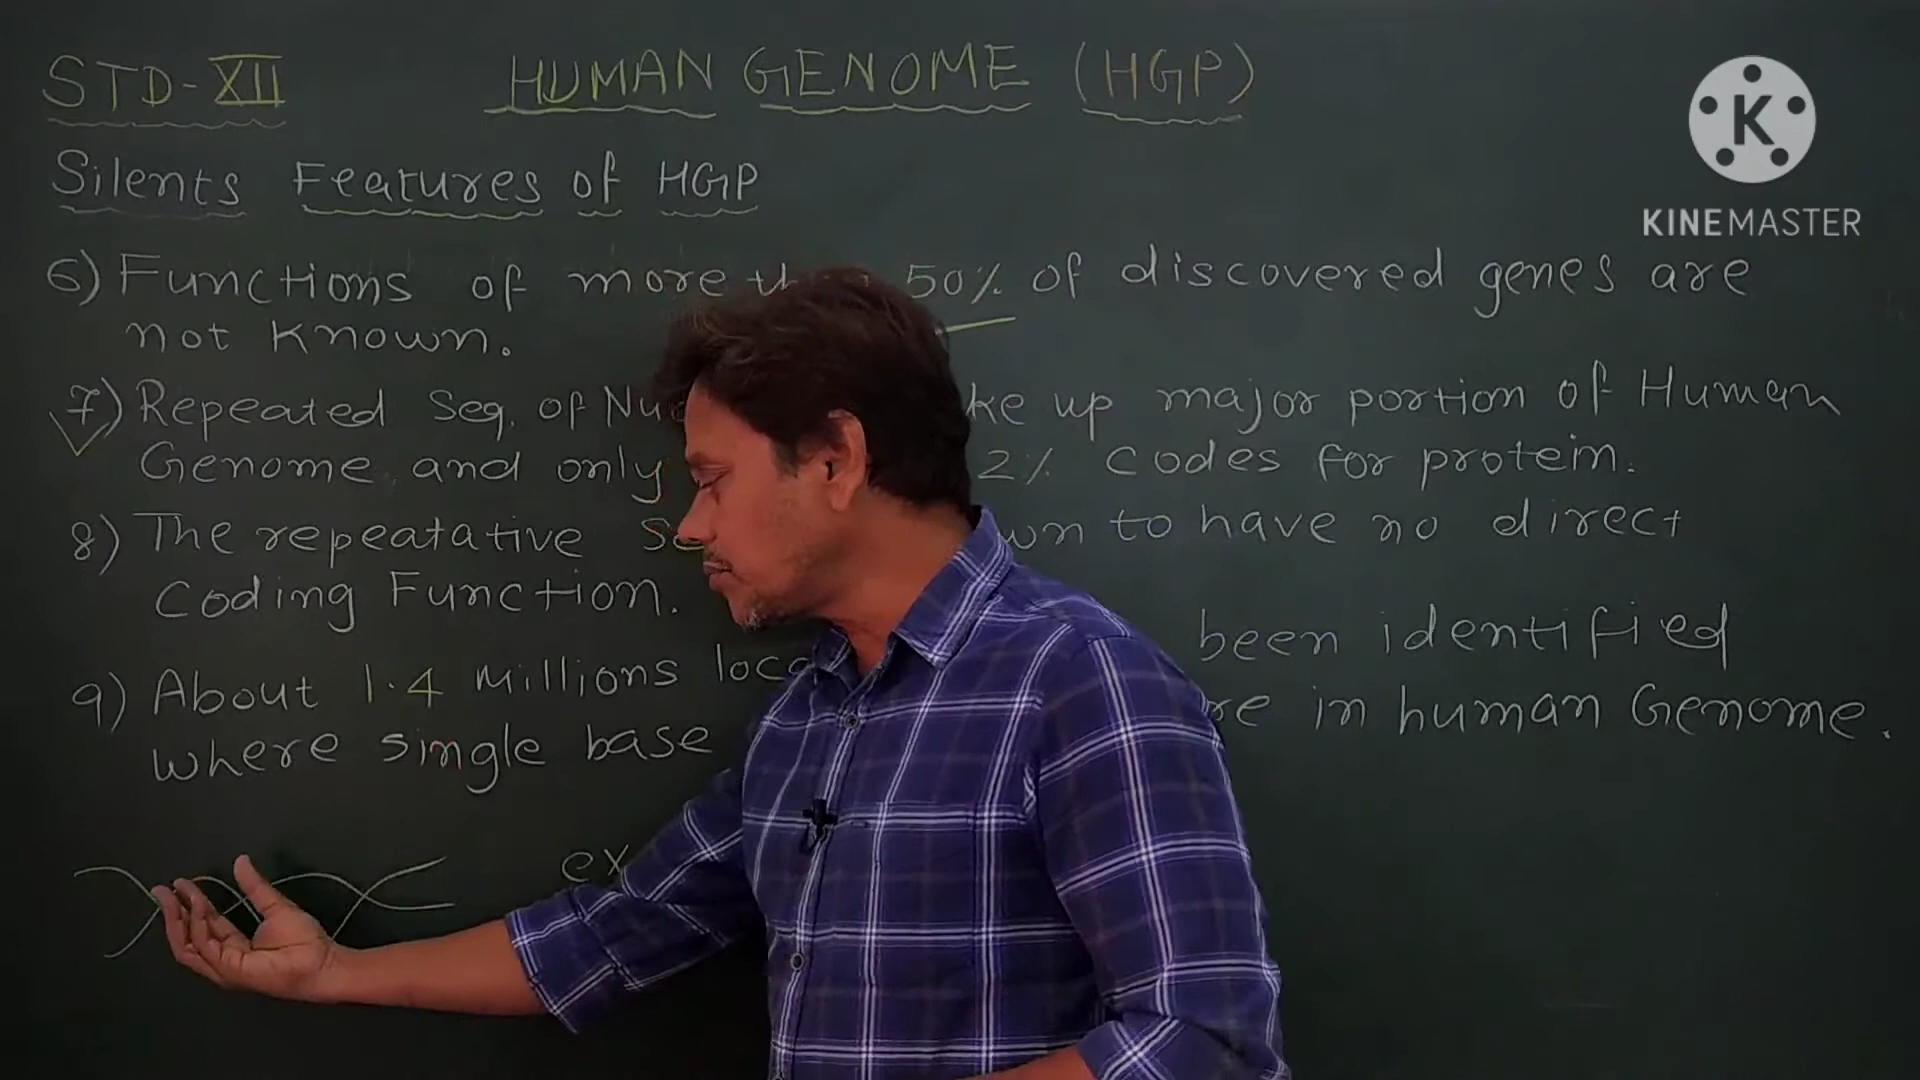 STD-XII HUMAN GENOME (HGP)
K
KINEMASTER
Silents Features of HGP
6) Functions of more 50% of discovered genes are
not known.
7) Repeated Seq. of up major portion of Human
Genome, and only 2% codes for protein.
8) The repeatative to have no direct
Coding Function.
9) About 1.4 Millions been identified
where single base in human Genome.